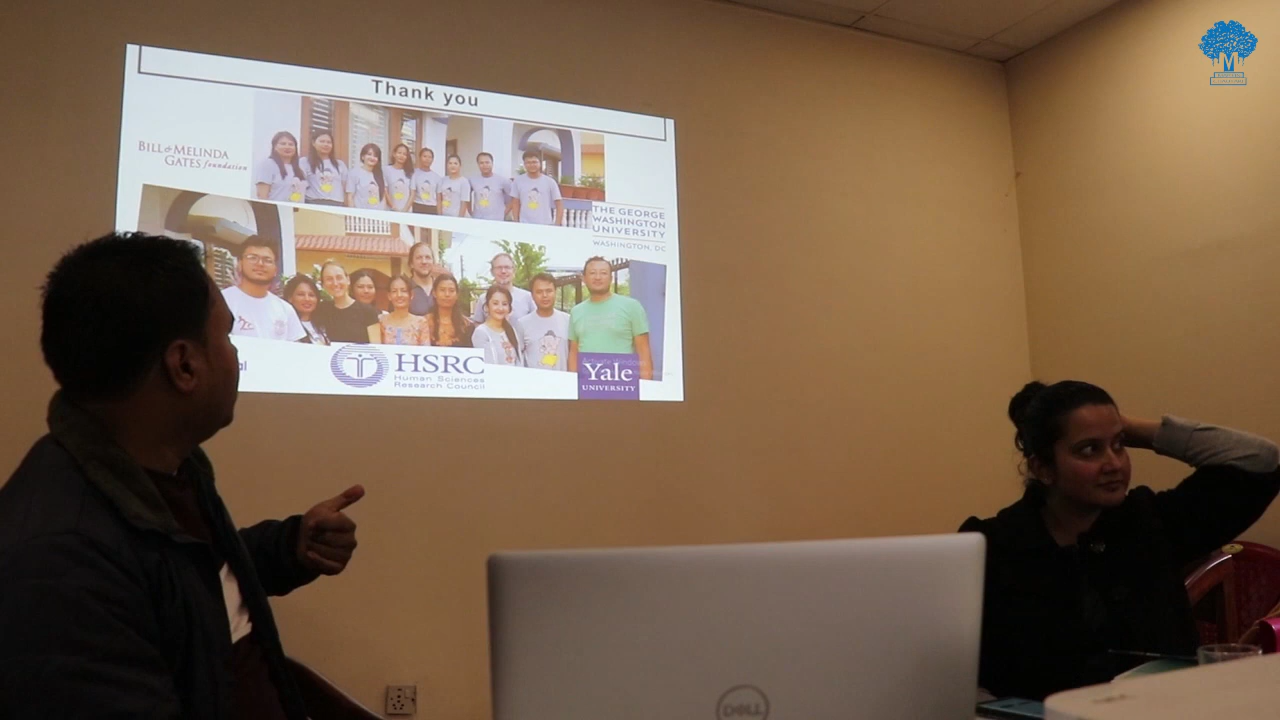 Thank you
BILL & MELINDA
GATES foundation
THE GEORGE
WASHINGTON
UNIVERSITY
WASHINGTON, DC
HSRC
Human Sciences
Research Council
Yale
UNIVERSITY
DELL
M